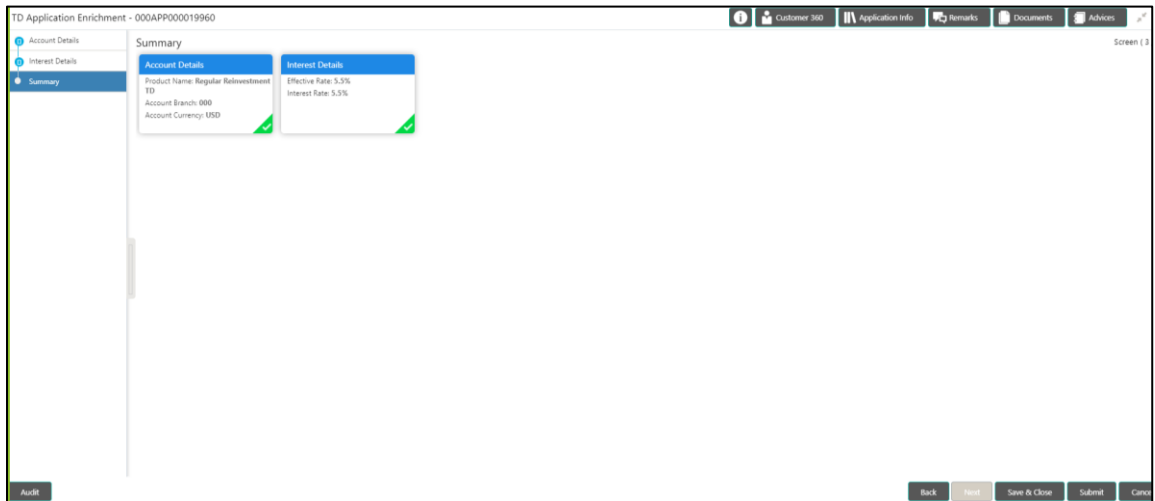 TD Application Enrichment - 000APP000019960
Customer 360
Application Info
Remarks
Documents
Advices
Account Details
Interest Details
Summary
Summary
Screen ( 3
Account Details
Product Name: Regular Reinvestment
TD
Account Branch: 000
Account Currency: USD
Interest Details
Effective Rate: 5.5%
Interest Rate: 5.5%
Audit
Back
Next
Save & Close
Submit
Cance